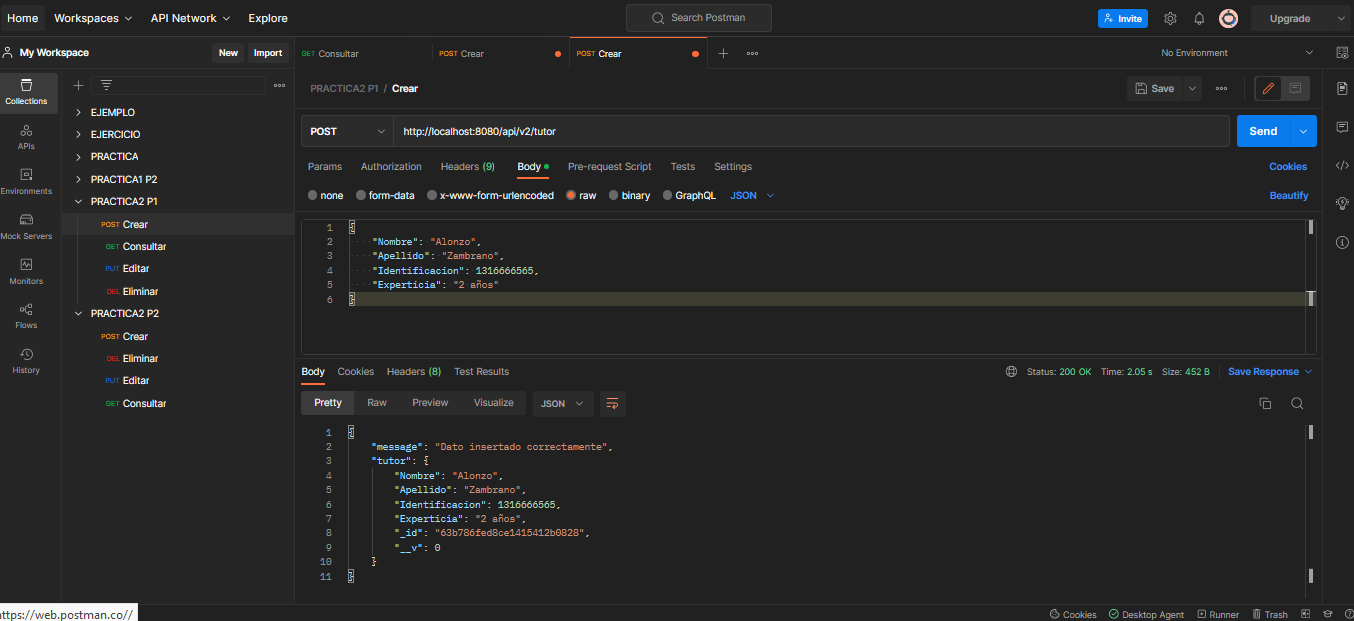 Home Workspaces API Network Explore Search Postman Invite Upgrade
My Workspace New Import GET Consultar POST Crear POST Crear No Environment
Collections
APIs
Environments
Mock Servers
Monitors
Flows
History
EJEMPLO
EJERCICIO
PRACTICA
PRACTICA1 P2
PRACTICA2 P1
POST Crear
GET Consultar
PUT Editar
DEL Eliminar
PRACTICA2 P2
POST Crear
DEL Eliminar
PUT Editar
GET Consultar
PRACTICA2 P1 / Crear Save
POST http://localhost:8080/api/v2/tutor Send
Params Authorization Headers (9) Body Pre-request Script Tests Settings Cookies
none form-data x-www-form-urlencoded raw binary GraphQL JSON Beautify
1 {
2 "Nombre": "Alonzo",
3 "Apellido": "Zambrano",
4 "Identificacion": 1316666565,
5 "Experticia": "2 años"
6 }
Body Cookies Headers (8) Test Results Status: 200 OK Time: 2.05 s Size: 452 B Save Response
Pretty Raw Preview Visualize JSON
1 {
2 "message": "Dato insertado correctamente",
3 "tutor": {
4 "Nombre": "Alonzo",
5 "Apellido": "Zambrano",
6 "Identificacion": 1316666565,
7 "Experticia": "2 años",
8 "_id": "63b786fed8ce1415412b0828",
9 "__v": 0
10 }
11 }
https://web.postman.co// Cookies Desktop Agent Runner Trash